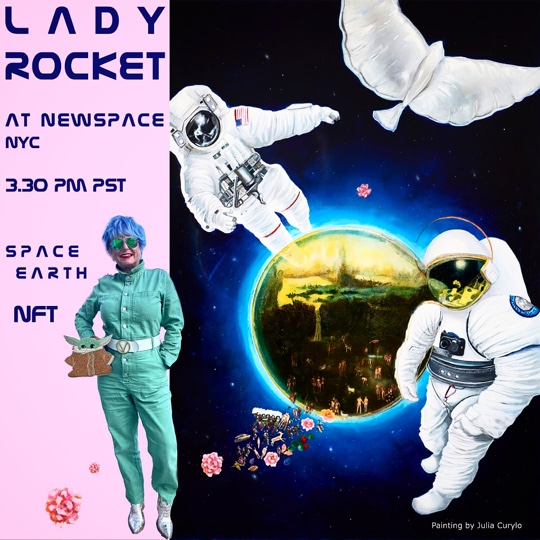 LADY
ROCKET
AT NEWSPACE
NYC
3.30 PM PST
SPACE
EARTH
NFT
Painting by Julia Curylo